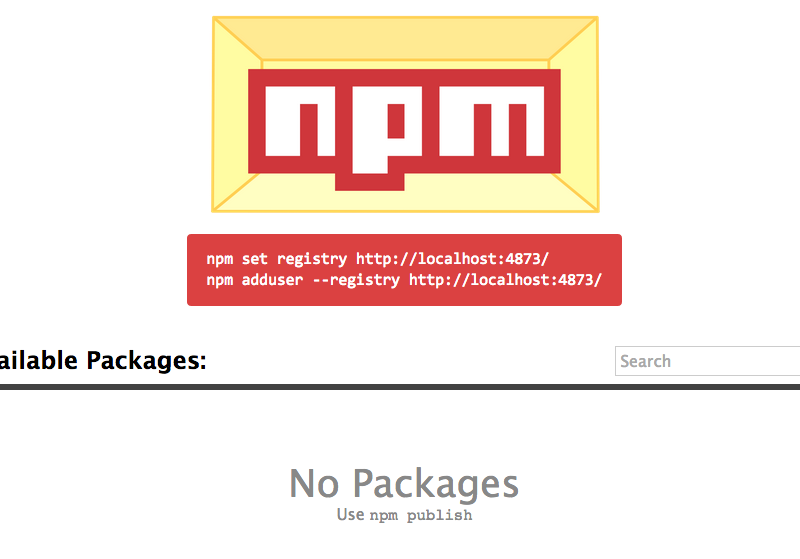 npm
npm set registry http://localhost:4873/
npm adduser --registry http://localhost:4873/
ailable Packages:
Search
No Packages
Use npm publish